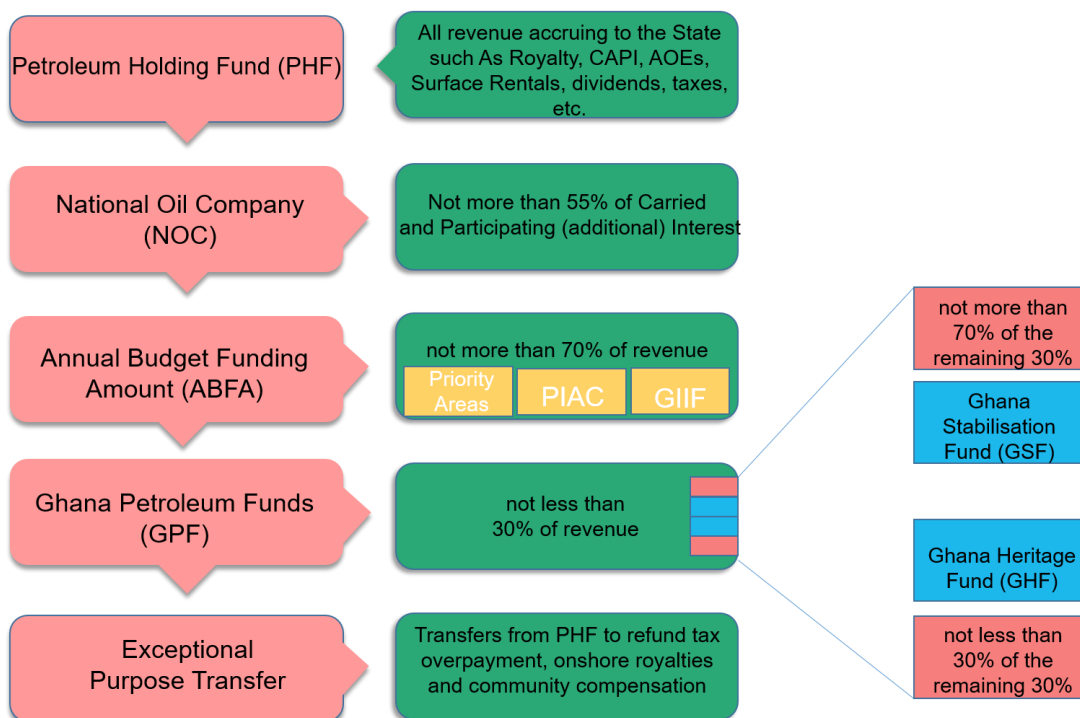 Petroleum Holding Fund (PHF)
All revenue accruing to the State
such As Royalty, CAPI, AOEs,
Surface Rentals, dividends, taxes,
etc.
National Oil Company
(NOC)
Not more than 55% of Carried
and Participating (additional) Interest
Annual Budget Funding
Amount (ABFA)
not more than 70% of revenue
Priority
Areas
PIAC
GIIF
Ghana Petroleum Funds
(GPF)
not less than
30% of revenue
not more than
70% of the
remaining 30%
Ghana
Stabilisation
Fund (GSF)
Ghana Heritage
Fund (GHF)
not less than
30% of the
remaining 30%
Exceptional
Purpose Transfer
Transfers from PHF to refund tax
overpayment, onshore royalties
and community compensation